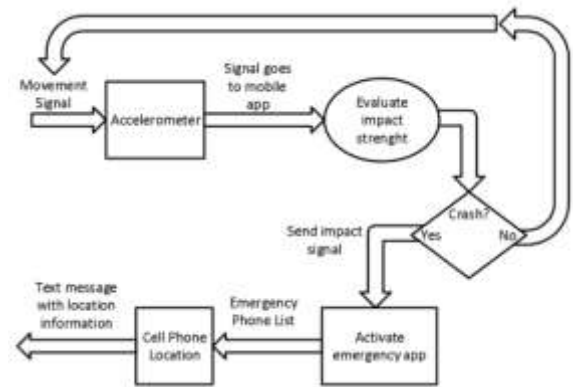 Movement
Signal
Accelerometer
Signal goes
to mobile
app
Evaluate
impact
strenght
Crash?
Yes
No
Send impact
signal
Activate
emergency app
Emergency
Phone List
Cell Phone
Location
Text message
with location
information